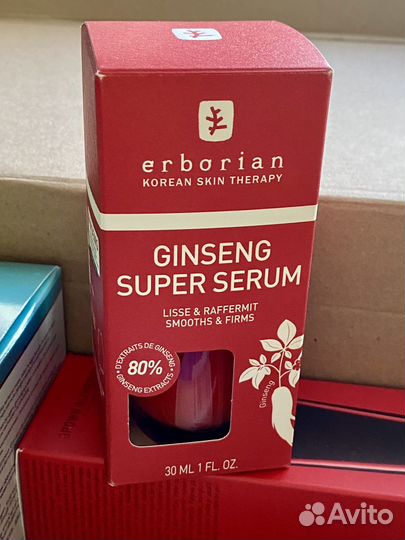 erborian
KOREAN SKIN THERAPY
GINSENG
SUPER SERUM
LISSE & RAFFERMIT
SMOOTHS & FIRMS
D'EXTRAITS DE GINSENG
80%
GINSENG EXTRACTS
Ginseng
30 ML 1 FL. OZ.
Avito